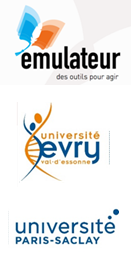 emulateur
des outils pour agir
université
evry
val-d'essonne
université
PARIS-SACLAY